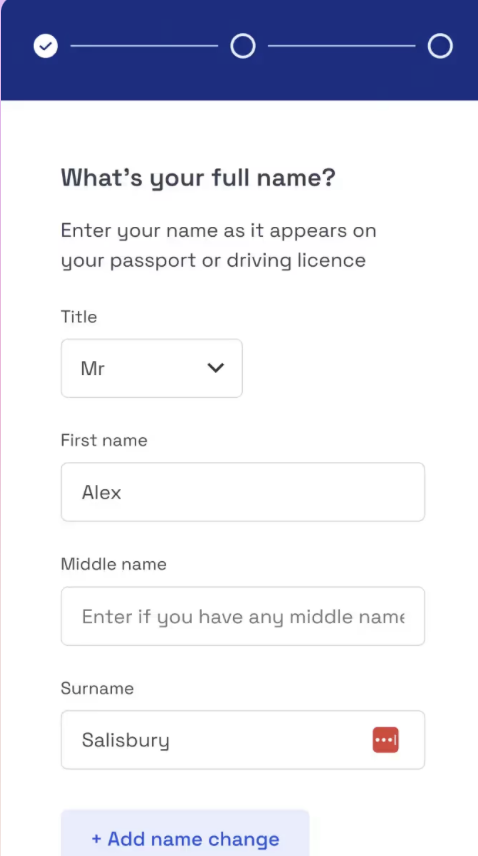 What's your full name?
Enter your name as it appears on
your passport or driving licence
Title
Mr
First name
Alex
Middle name
Enter if you have any middle name
Surname
Salisbury
+ Add name change